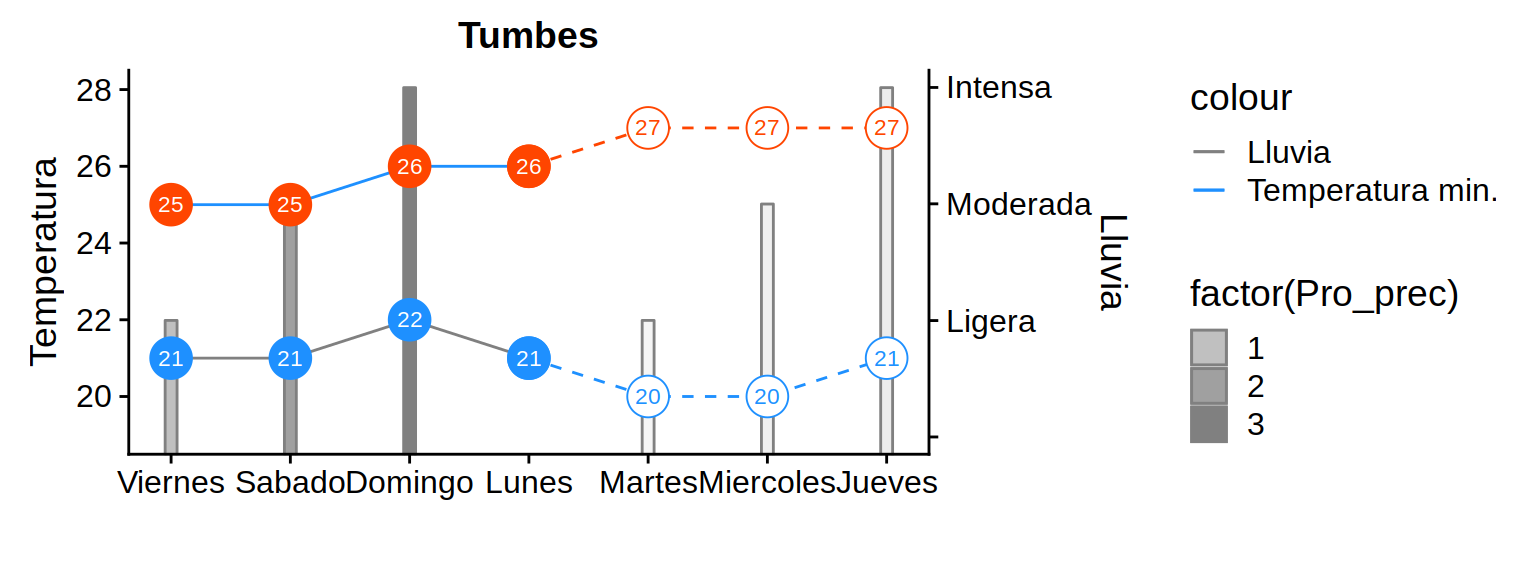 Tumbes
Temperatura
28
26
24
22
20
25
25
26
26
27
27
27
21
21
22
21
20
20
21
Intensa
Moderada
Ligera
Lluvia
Viernes Sabado Domingo Lunes Martes Miercoles Jueves
colour
Lluvia
Temperatura min.
factor(Pro_prec)
1
2
3